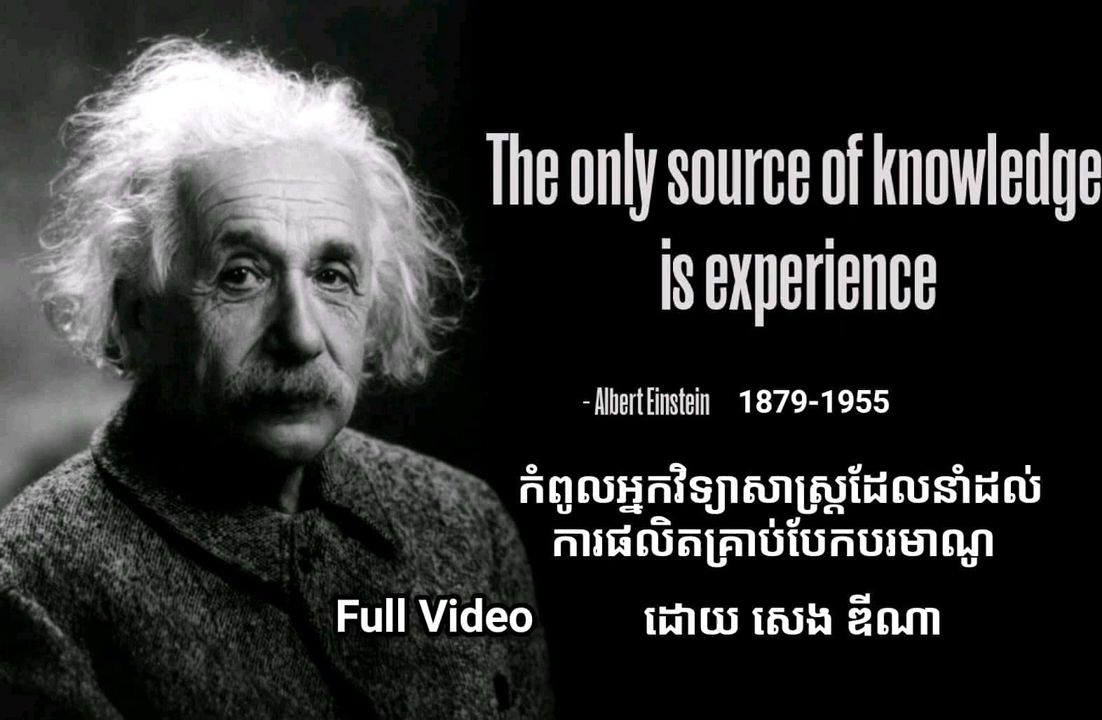 The only source of knowledge
is experience
- Albert Einstein 1879-1955
កំពូលអ្នកវិទ្យាសាស្ត្រដែលនាំដល់
ការផលិតគ្រាប់បែកបរមាណូ
Full Video ដោយ សេង ឌីណា